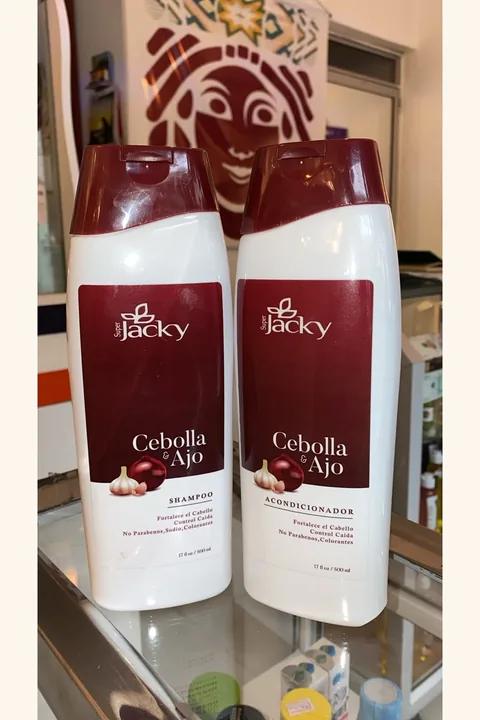 Super
Jacky
Cebolla
& Ajo
SHAMPOO
Fortalece el Cabello
Control Caída
No Parabenos,Sodio,Colorantes
17 fl oz / 500 ml
Super
Jacky
Cebolla
& Ajo
ACONDICIONADOR
Fortalece el Cabello
Control Caída
No Parabenos,Colorantes
17 fl oz / 500 ml